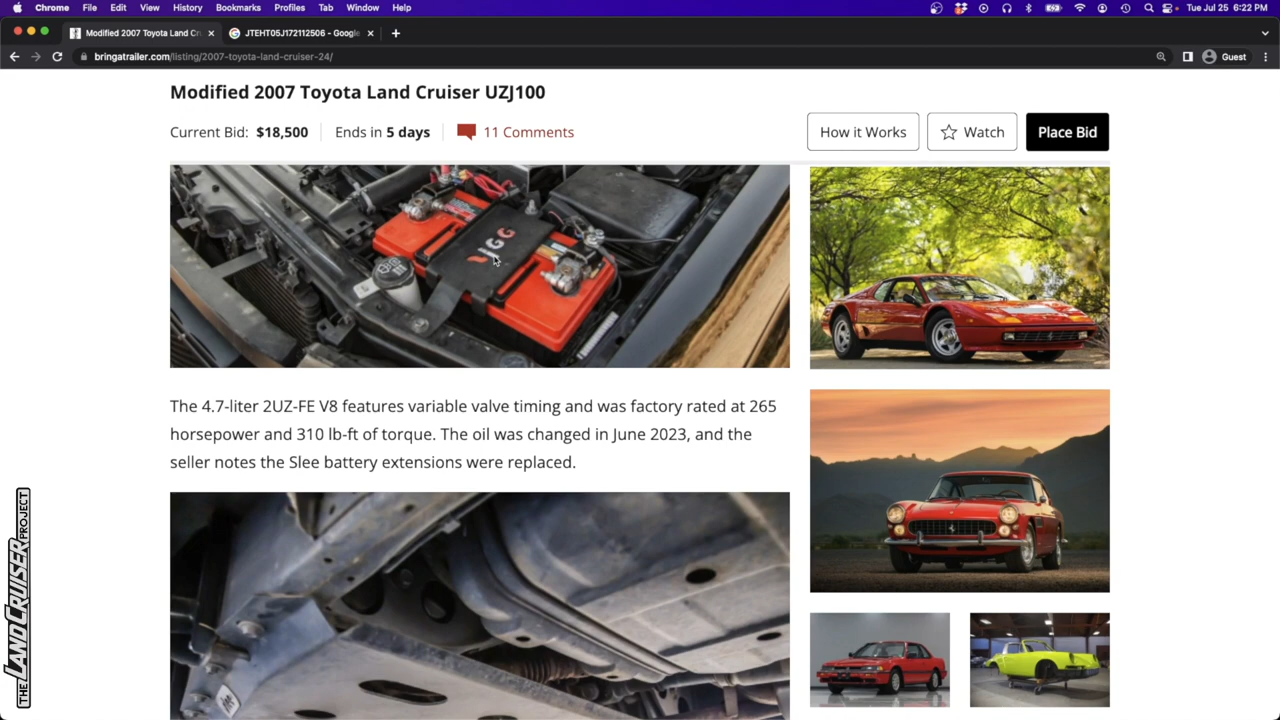 Chrome File Edit View History Bookmarks Profiles Tab Window Help
Tue Jul 25 6:22 PM
Modified 2007 Toyota Land Cr
JTEHT05J172112506 - Google
bringatrailer.com/listing/2007-toyota-land-cruiser-24/
Guest
Modified 2007 Toyota Land Cruiser UZJ100
Current Bid: $18,500
Ends in 5 days
11 Comments
How it Works
Watch
Place Bid
The 4.7-liter 2UZ-FE V8 features variable valve timing and was factory rated at 265
horsepower and 310 lb-ft of torque. The oil was changed in June 2023, and the
seller notes the Slee battery extensions were replaced.
THE LAND CRUISER PROJECT